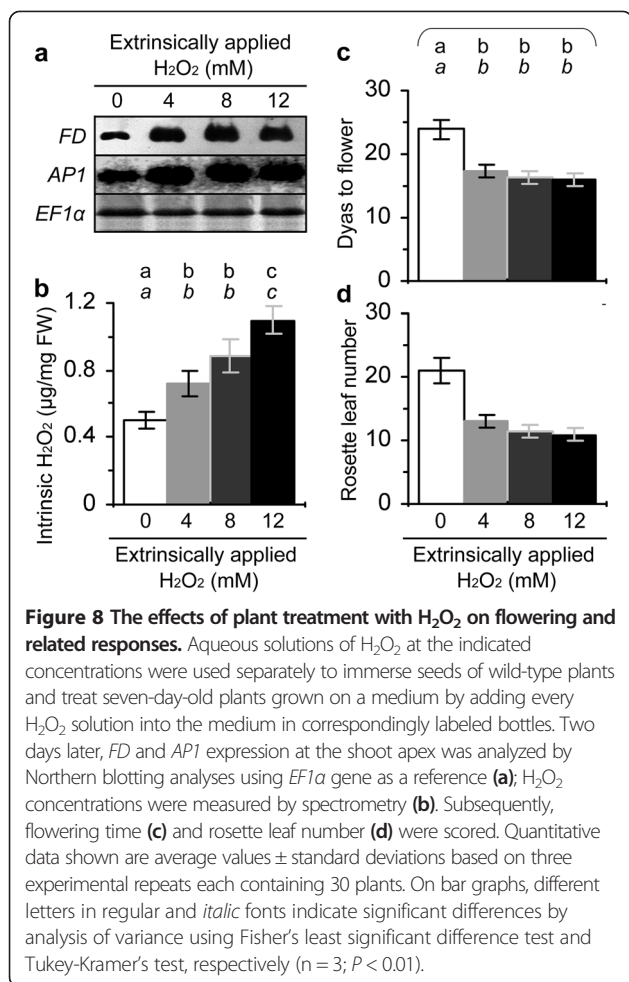 a
Extrinsically applied
H₂O₂ (mM)
0 4 8 12
FD
AP1
EF1α
b
a b b c
a b b c
Intrinsic H₂O₂ (µg/mg FW)
1.2
0.8
0.4
0
0 4 8 12
Extrinsically applied
H₂O₂ (mM)
c
a b b b
a b b b
Dyas to flower
30
20
10
0
d
Rosette leaf number
30
20
10
0
0 4 8 12
Extrinsically applied
H₂O₂ (mM)
Figure 8 The effects of plant treatment with H₂O₂ on flowering and
related responses. Aqueous solutions of H₂O₂ at the indicated
concentrations were used separately to immerse seeds of wild-type plants
and treat seven-day-old plants grown on a medium by adding every
H₂O₂ solution into the medium in correspondingly labeled bottles. Two
days later, FD and AP1 expression at the shoot apex was analyzed by
Northern blotting analyses using EF1α gene as a reference (a); H₂O₂
concentrations were measured by spectrometry (b). Subsequently,
flowering time (c) and rosette leaf number (d) were scored. Quantitative
data shown are average values ± standard deviations based on three
experimental repeats each containing 30 plants. On bar graphs, different
letters in regular and italic fonts indicate significant differences by
analysis of variance using Fisher's least significant difference test and
Tukey-Kramer's test, respectively (n = 3; P < 0.01).